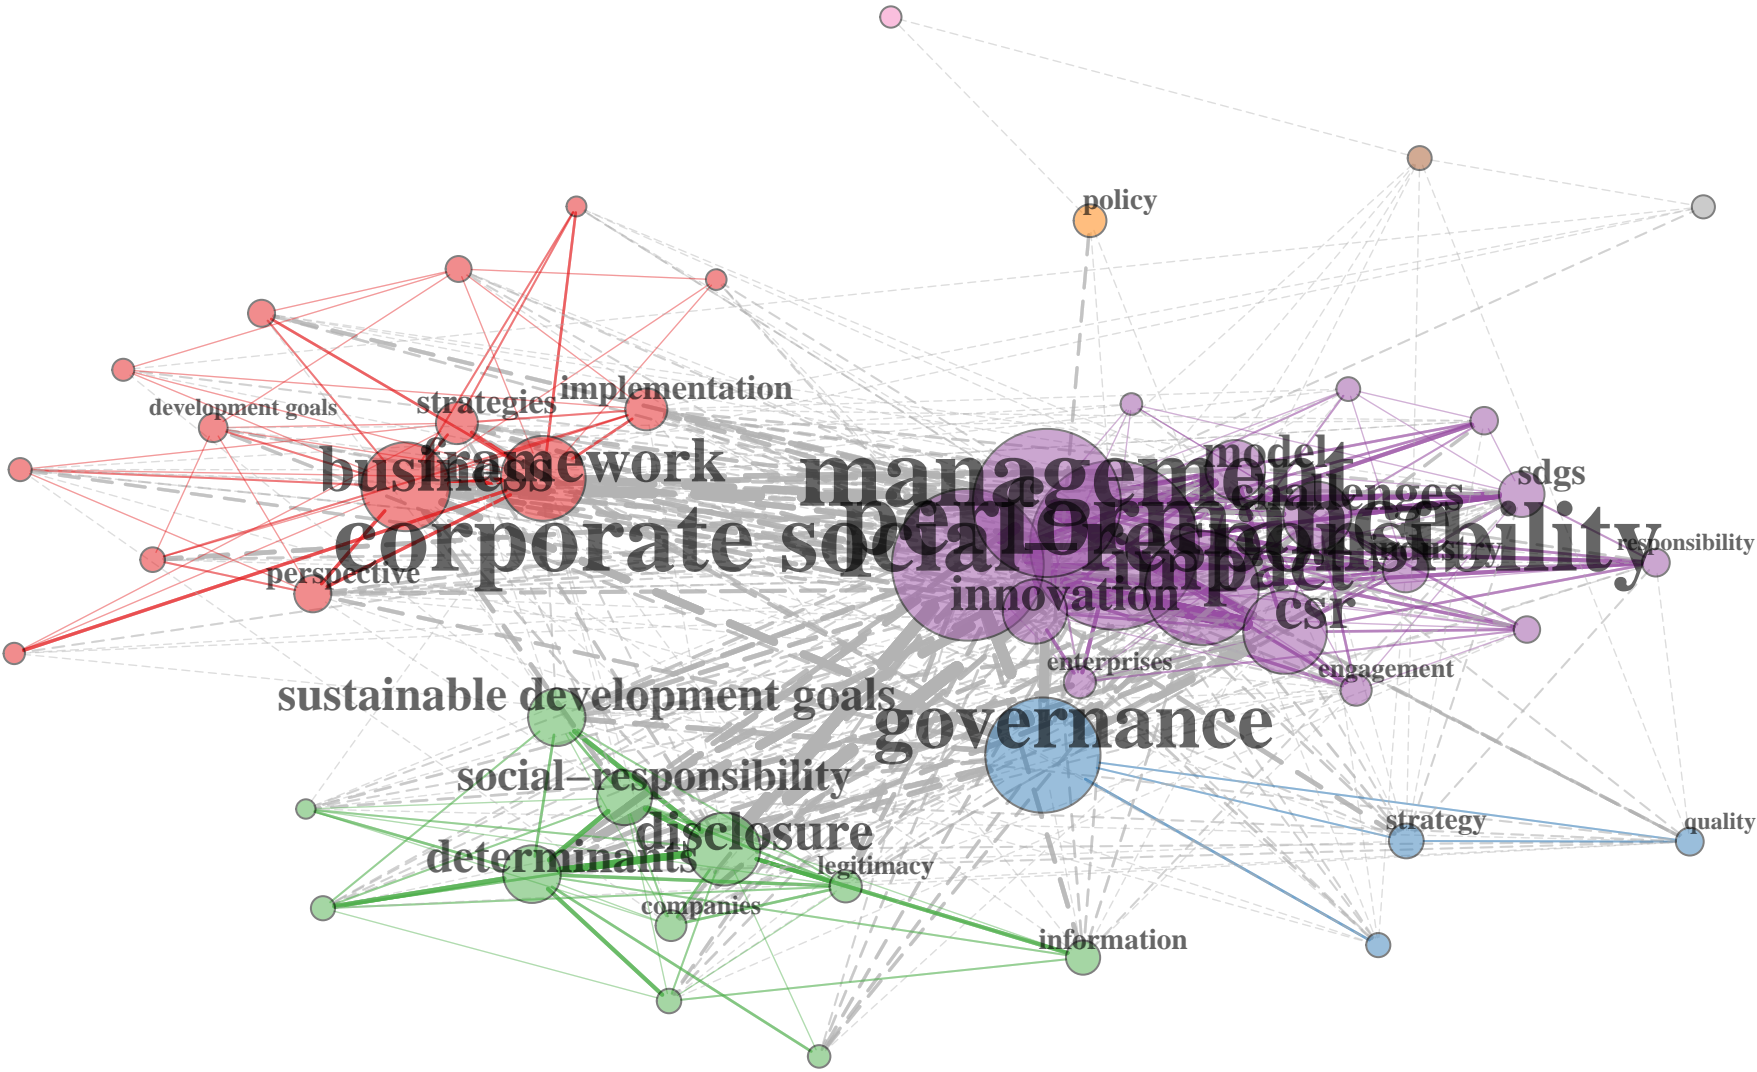 policy
implementation
strategies
development goals
business
framework
management
model
challenges
sdgs
corporate social-responsibility
performance
industry
responsibility
perspective
impact
innovation
csr
enterprises
engagement
sustainable development goals
governance
social−responsibility
disclosure
determinants
legitimacy
companies
strategy
quality
information